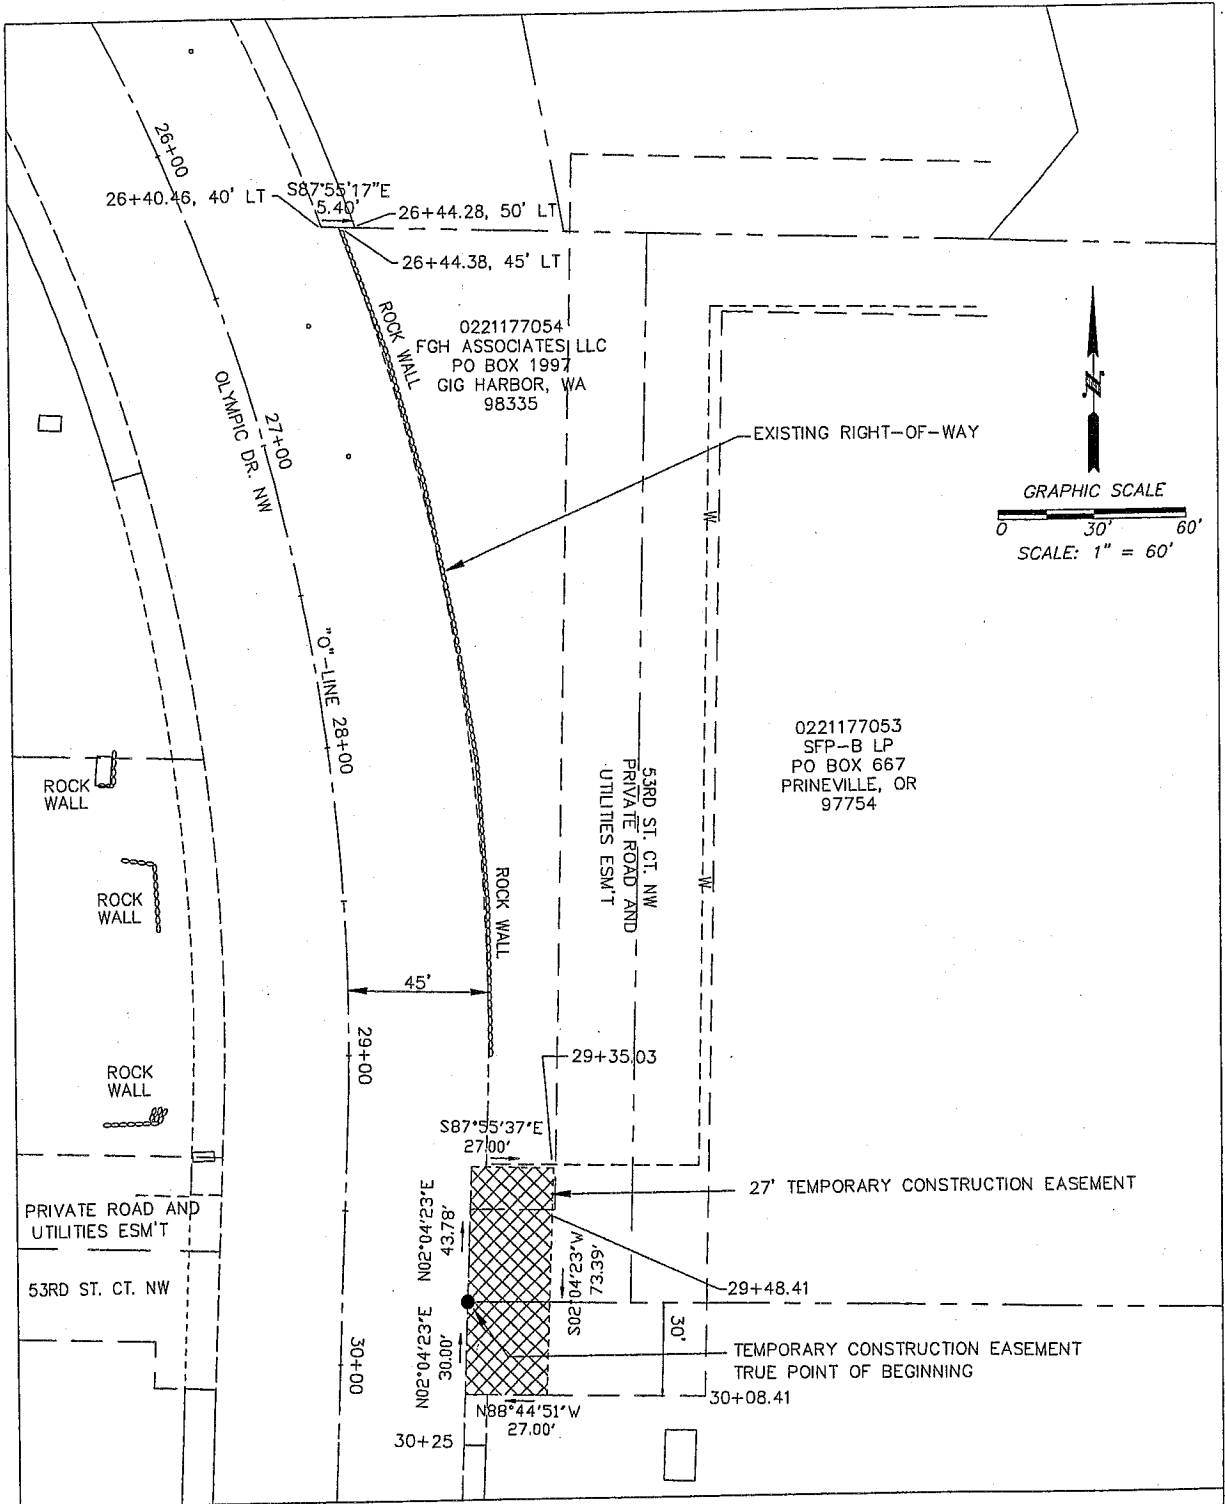 26+00
26+40.46, 40' LT
S87°55'17"E
5.40'
26+44.28, 50' LT
26+44.38, 45' LT
ROCK WALL
0221177054
FGH ASSOCIATES LLC
PO BOX 1997
GIG HARBOR, WA
98335
OLYMPIC DR. NW
27+00
EXISTING RIGHT-OF-WAY
N
GRAPHIC SCALE
0 30' 60'
SCALE: 1" = 60'
W
"O"-LINE 28+00
0221177053
SFP-B LP
PO BOX 667
PRINEVILLE, OR
97754
53RD ST. CT. NW
PRIVATE ROAD AND
UTILITIES ESM'T
ROCK
WALL
W
ROCK
WALL
ROCK WALL
45'
29+00
29+35.03
ROCK
WALL
S87°55'37"E
27.00'
27' TEMPORARY CONSTRUCTION EASEMENT
PRIVATE ROAD AND
UTILITIES ESM'T
N02°04'23"E
43.78'
S02°04'23"W
73.39'
53RD ST. CT. NW
29+48.41
N02°04'23"E
30.00'
30'
30+00
TEMPORARY CONSTRUCTION EASEMENT
TRUE POINT OF BEGINNING
30+08.41
N88°44'51"W
27.00'
30+25